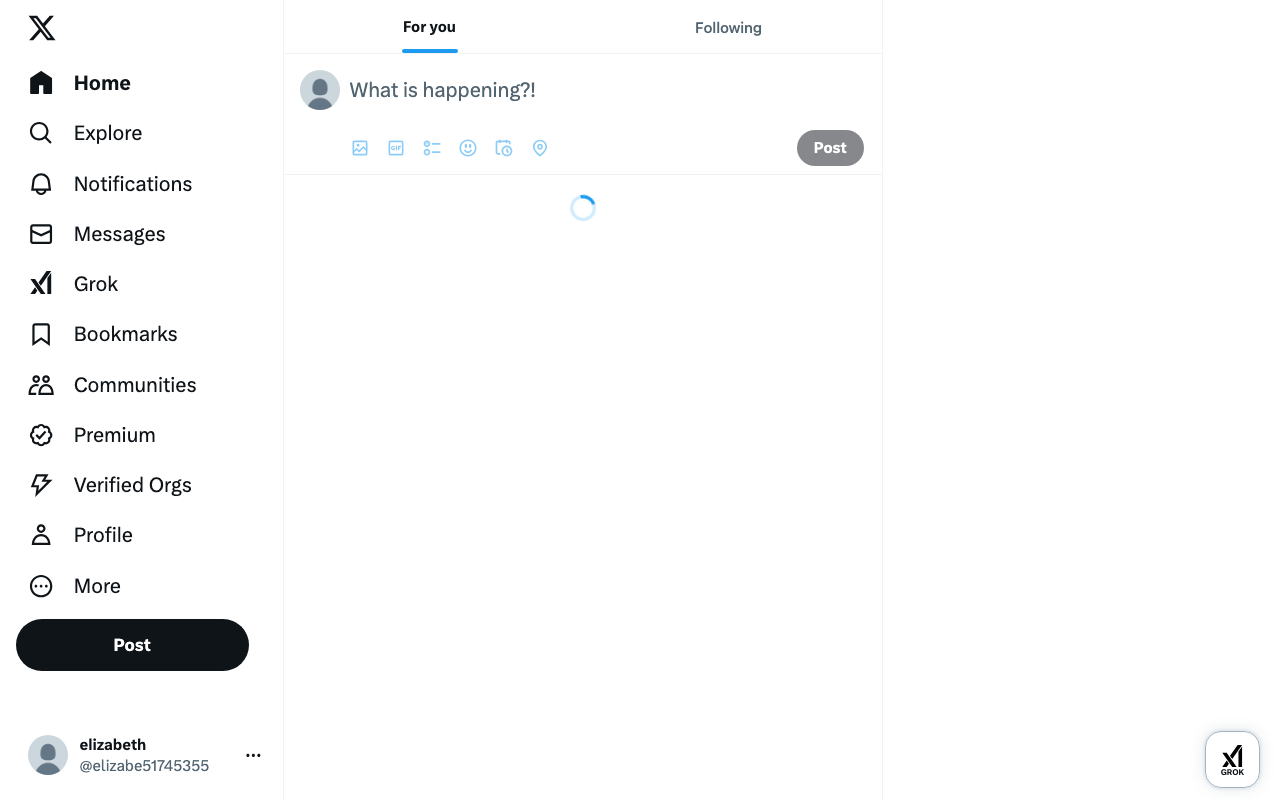 Home
Explore
Notifications
Messages
Grok
Bookmarks
Communities
Premium
Verified Orgs
Profile
More
Post
elizabeth
@elizabe51745355
For you
Following
What is happening?!
GIF
Post
GROK